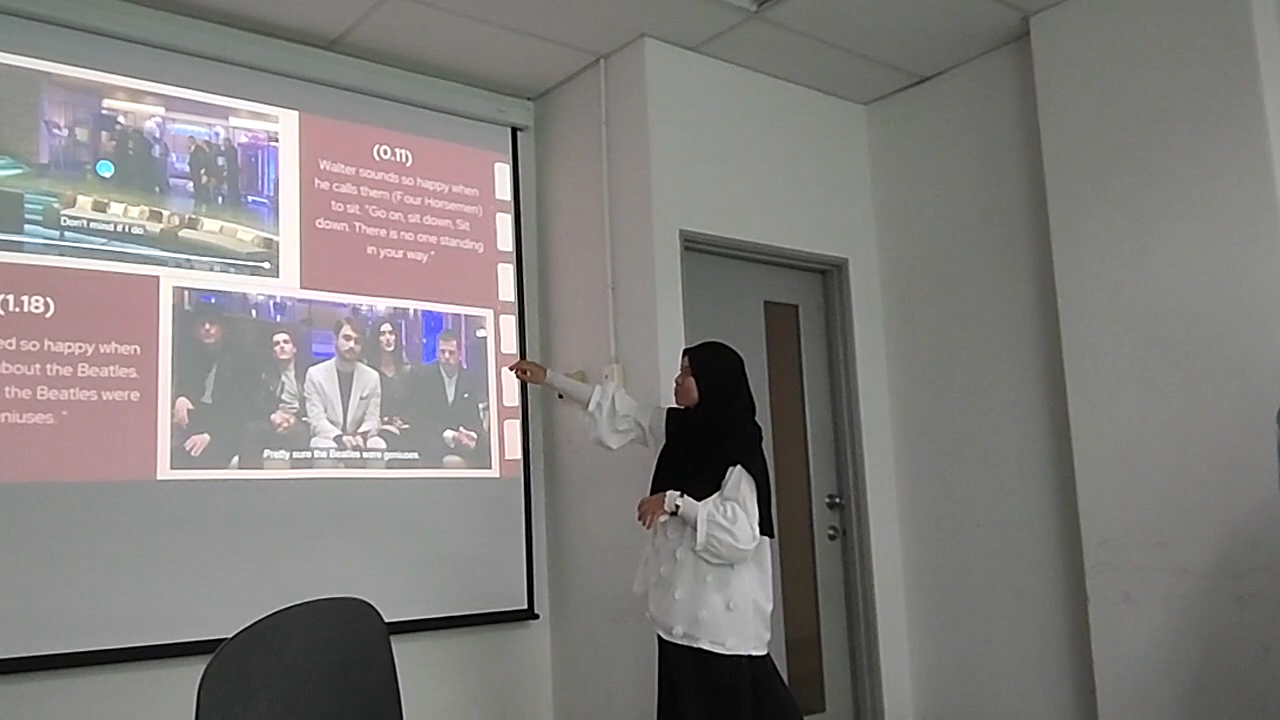 Don't mind if I do.
(0.11)
Walter sounds so happy when
he calls them (Four Horsemen)
to sit. "Go on, sit down, Sit
down. There is no one standing
in your way."
(1.18)
ed so happy when
about the Beatles.
the Beatles were
niuses. "
Pretty sure the Beatles were geniuses.